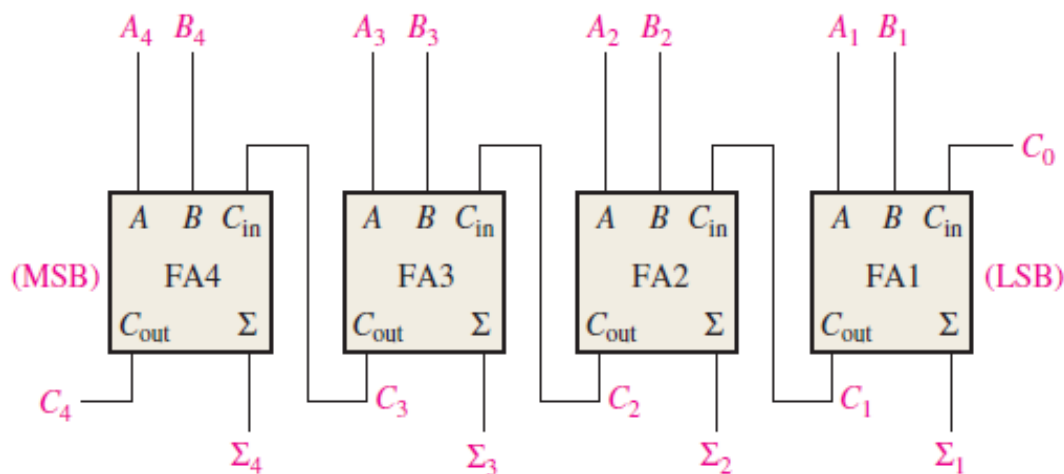 A₄ B₄ A₃ B₃ A₂ B₂ A₁ B₁
C₀
A B Cin A B Cin A B Cin A B Cin
(MSB) FA4 FA3 FA2 FA1 (LSB)
Cout Σ Cout Σ Cout Σ Cout Σ
C₄ C₃ C₂ C₁
Σ₄ Σ₃ Σ₂ Σ₁